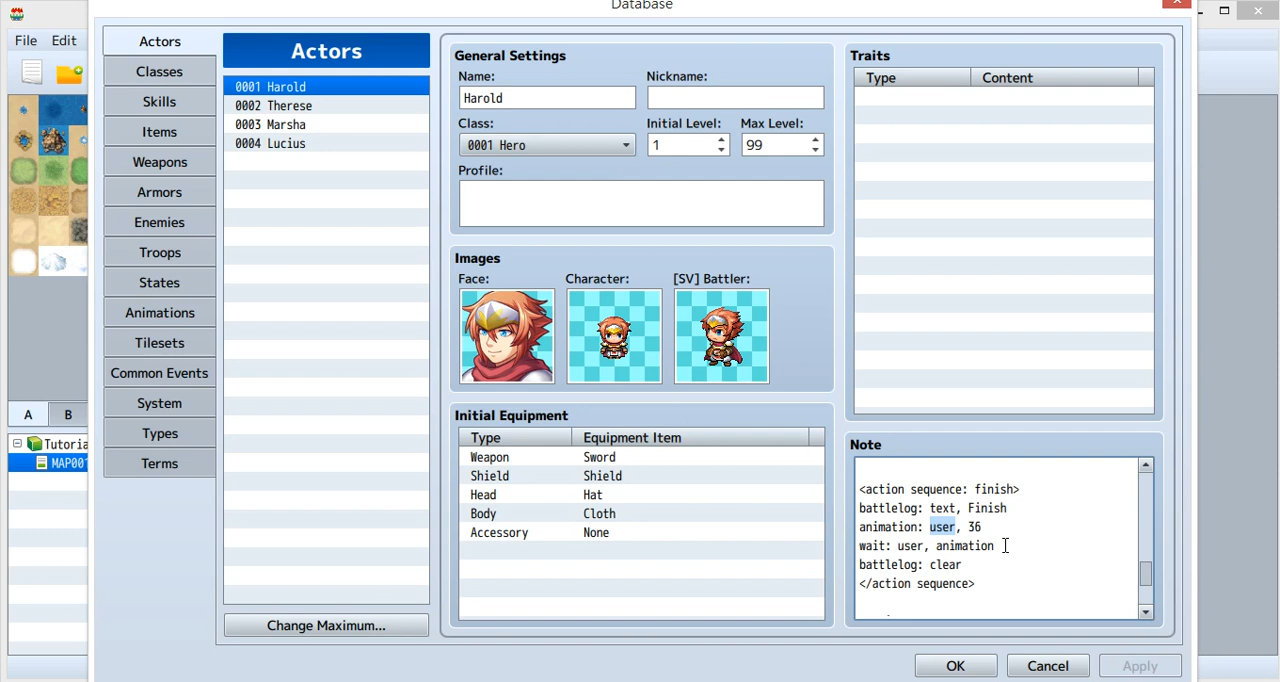 Database
File Edit
Actors
Classes
Skills
Items
Weapons
Armors
Enemies
Troops
States
Animations
Tilesets
Common Events
System
Types
Terms
A B
Tutoria
MAP001
Actors
0001 Harold
0002 Therese
0003 Marsha
0004 Lucius
Change Maximum...
General Settings
Name: Nickname:
Harold
Class: Initial Level: Max Level:
0001 Hero 1 99
Profile:
Images
Face: Character: [SV] Battler:
Initial Equipment
Type Equipment Item
Weapon Sword
Shield Shield
Head Hat
Body Cloth
Accessory None
Traits
Type Content
Note
<action sequence: finish>
battlelog: text, Finish
animation: user, 36
wait: user, animation
battlelog: clear
</action sequence>
OK Cancel Apply